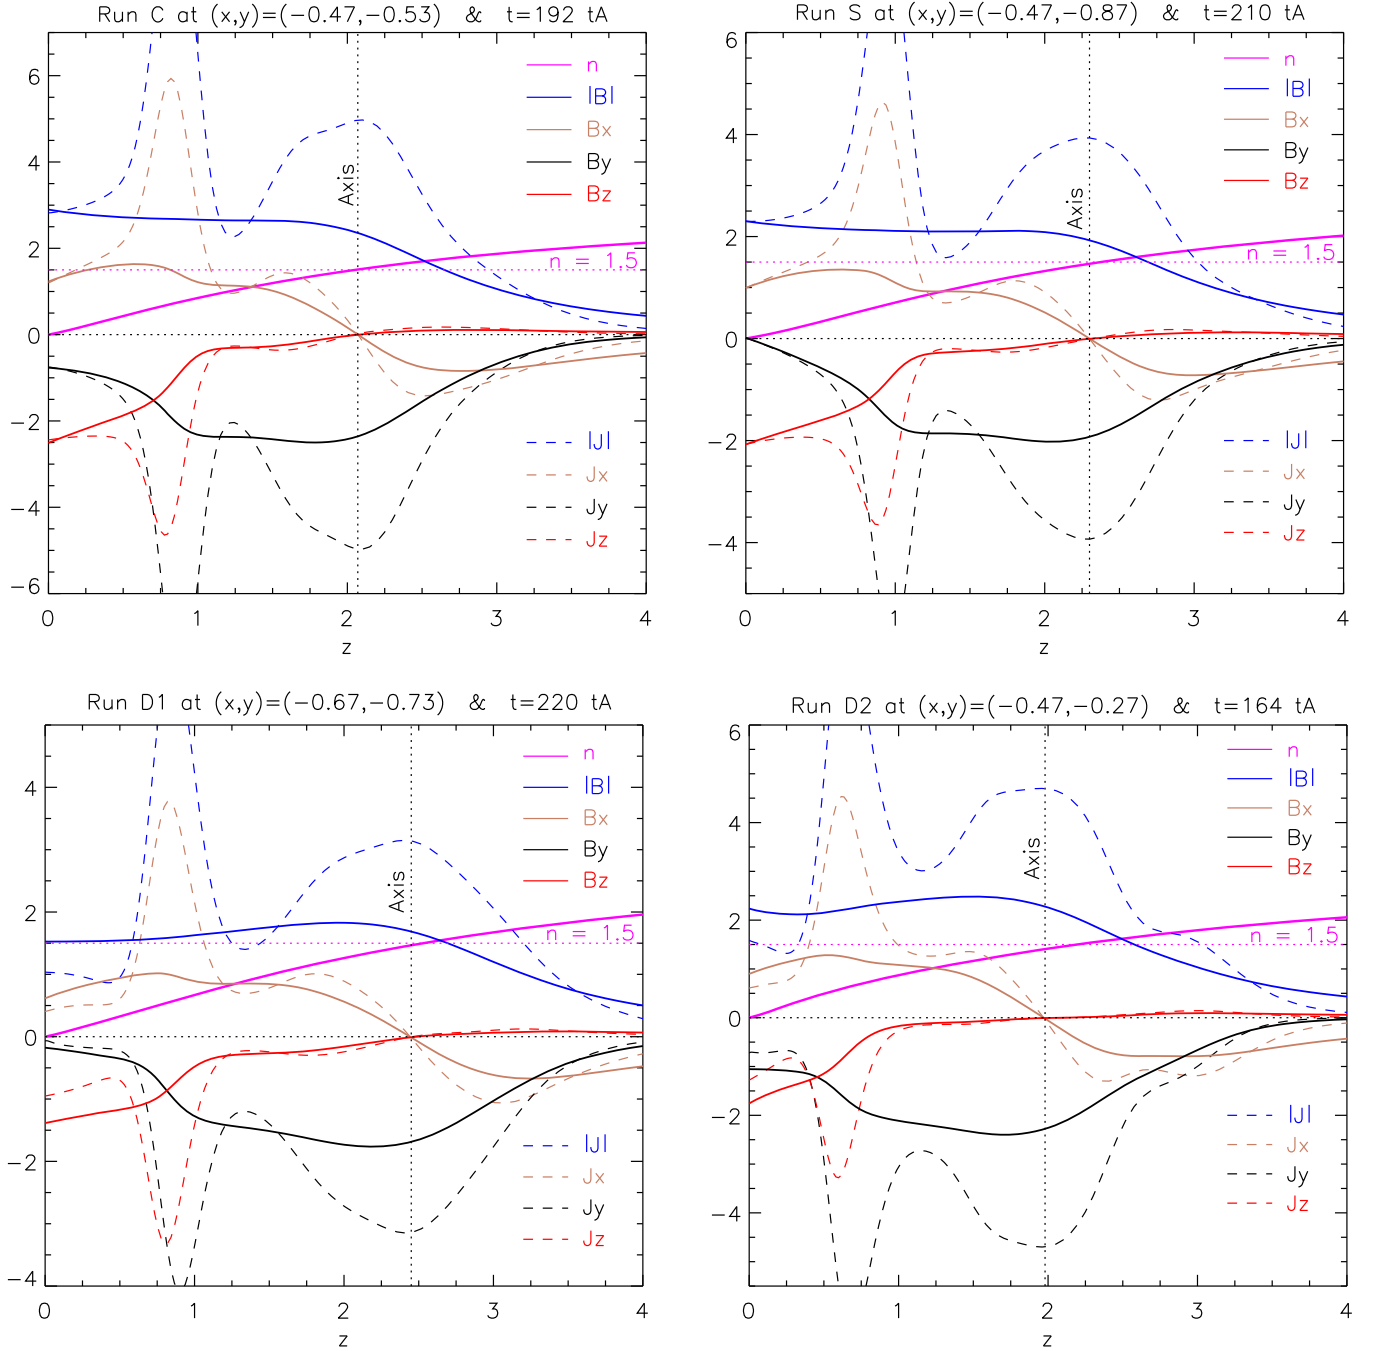 Run C at (x,y)=(−0.47,−0.53) & t=192 tA
6
4
2
0
−2
−4
−6
n
|B|
Bx
By
Bz
Axis
n = 1.5
|J|
Jx
Jy
Jz
0 1 2 3 4
z
Run S at (x,y)=(−0.47,−0.87) & t=210 tA
6
4
2
0
−2
−4
n
|B|
Bx
By
Bz
Axis
n = 1.5
|J|
Jx
Jy
Jz
0 1 2 3 4
z
Run D1 at (x,y)=(−0.67,−0.73) & t=220 tA
4
2
0
−2
−4
n
|B|
Bx
By
Bz
Axis
n = 1.5
|J|
Jx
Jy
Jz
0 1 2 3 4
z
Run D2 at (x,y)=(−0.47,−0.27) & t=164 tA
6
4
2
0
−2
−4
n
|B|
Bx
By
Bz
Axis
n = 1.5
|J|
Jx
Jy
Jz
0 1 2 3 4
z